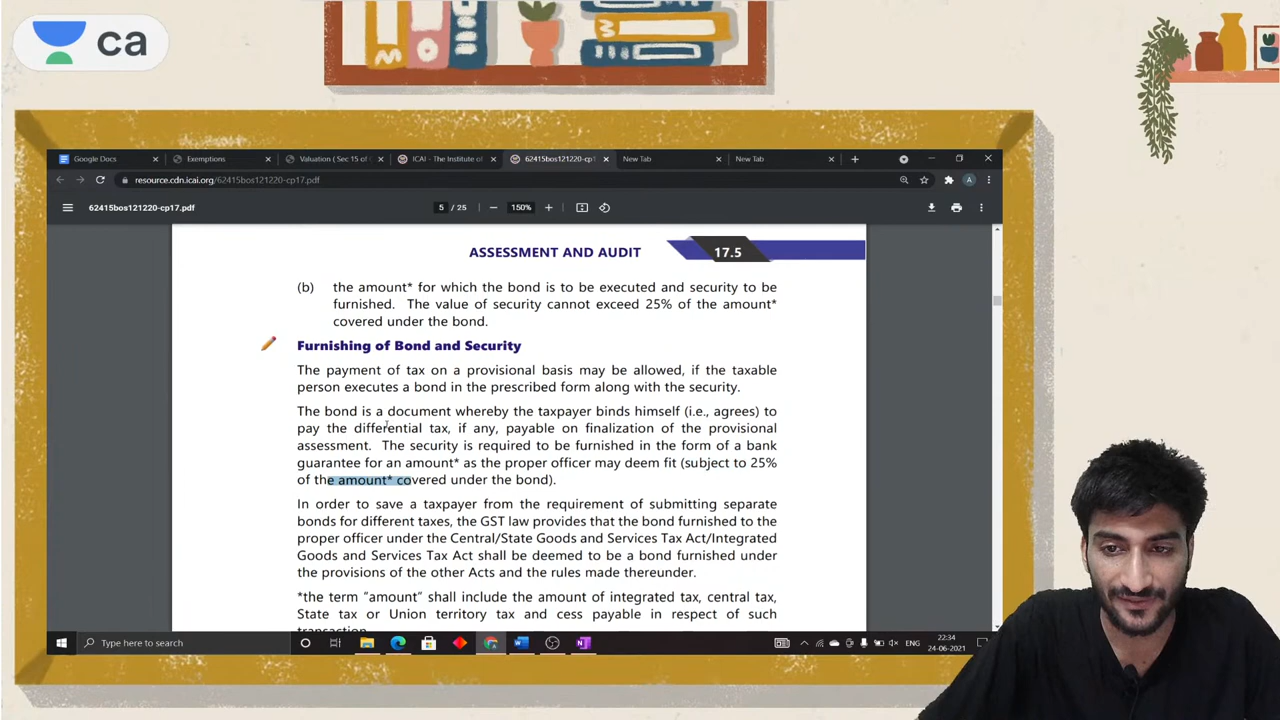 ca
Google Docs
Exemptions
Valuation ( Sec 15 of
ICAI - The Institute of
62415bos121220-cp17.pdf
New Tab
New Tab
resource.cdn.icai.org/62415bos121220-cp17.pdf
A
62415bos121220-cp17.pdf
5 / 25
150%
ASSESSMENT AND AUDIT
17.5
(b) the amount* for which the bond is to be executed and security to be
furnished. The value of security cannot exceed 25% of the amount*
covered under the bond.
Furnishing of Bond and Security
The payment of tax on a provisional basis may be allowed, if the taxable
person executes a bond in the prescribed form along with the security.
The bond is a document whereby the taxpayer binds himself (i.e., agrees) to
pay the differential tax, if any, payable on finalization of the provisional
assessment. The security is required to be furnished in the form of a bank
guarantee for an amount* as the proper officer may deem fit (subject to 25%
of the amount* covered under the bond).
In order to save a taxpayer from the requirement of submitting separate
bonds for different taxes, the GST law provides that the bond furnished to the
proper officer under the Central/State Goods and Services Tax Act/Integrated
Goods and Services Tax Act shall be deemed to be a bond furnished under
the provisions of the other Acts and the rules made thereunder.
*the term "amount" shall include the amount of integrated tax, central tax,
State tax or Union territory tax and cess payable in respect of such
transaction
Type here to search
ENG
22:34
24-06-2021